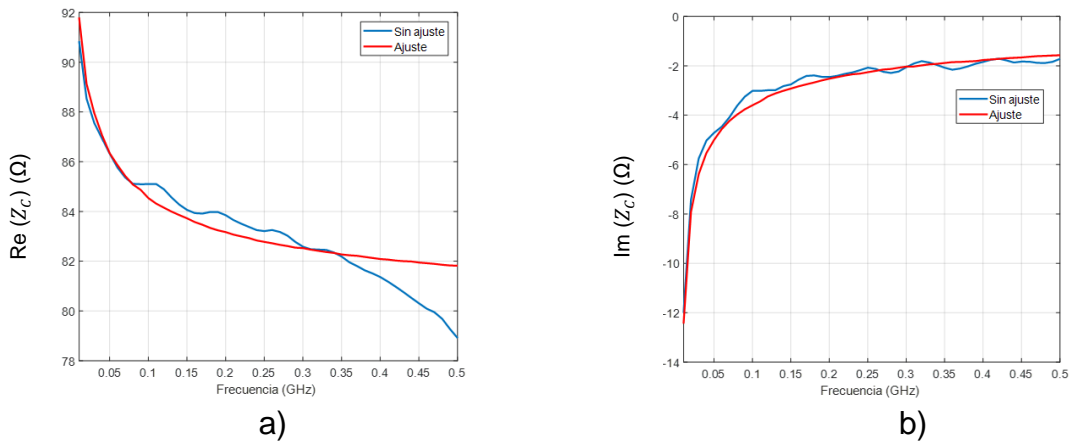 92
90
88
86
84
82
80
78
Re (Z_C) (Ω)
Sin ajuste
Ajuste
0.05 0.1 0.15 0.2 0.25 0.3 0.35 0.4 0.45 0.5
Frecuencia (GHz)
a)
0
-2
-4
-6
-8
-10
-12
-14
Im (Z_C) (Ω)
Sin ajuste
Ajuste
0.05 0.1 0.15 0.2 0.25 0.3 0.35 0.4 0.45 0.5
Frecuencia (GHz)
b)